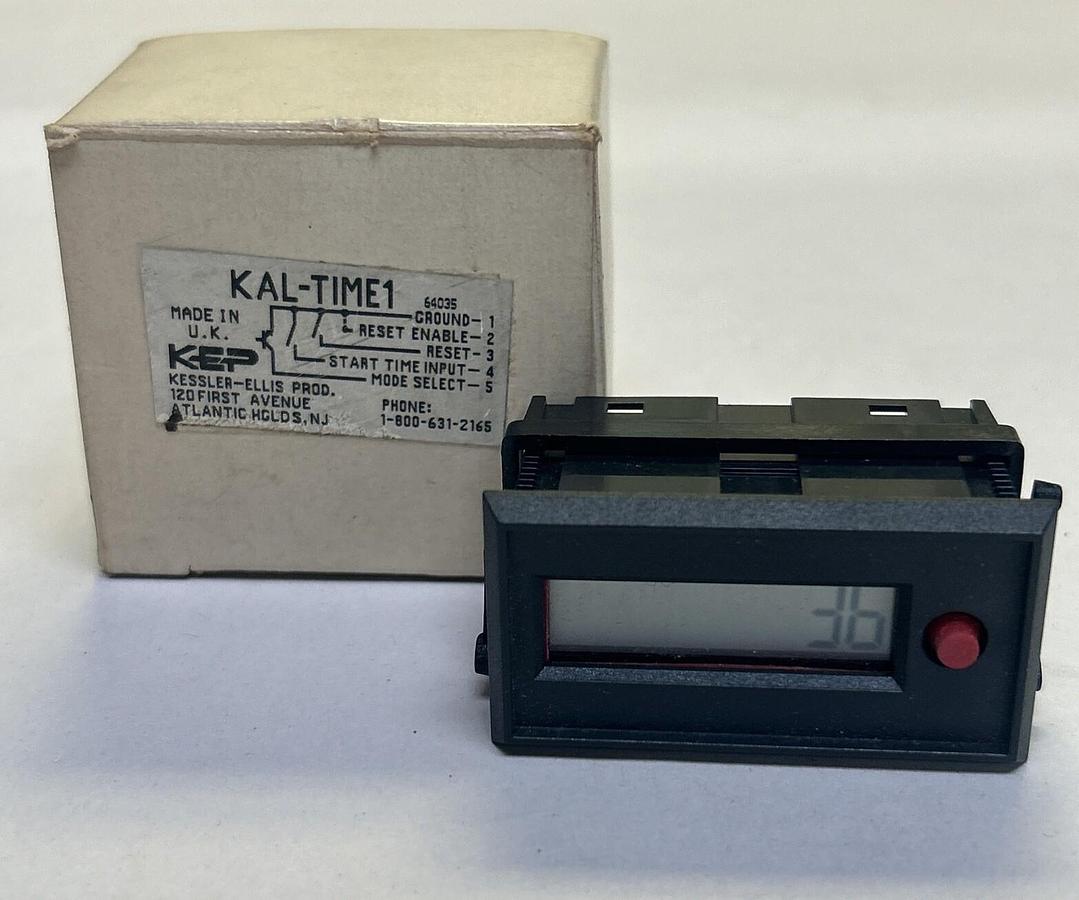 KAL-TIME1
64035
MADE IN
U.K.
KEP
KESSLER-ELLIS PROD.
120 FIRST AVENUE
ATLANTIC HGLDS, NJ
GROUND-1
RESET ENABLE-2
RESET-3
START TIME INPUT-4
MODE SELECT-5
PHONE:
1-800-631-2165
36